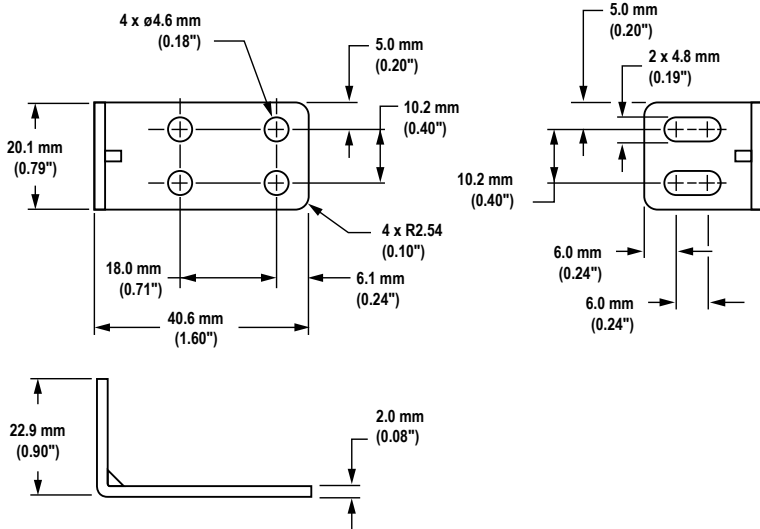 4 x ø4.6 mm
(0.18")
5.0 mm
(0.20")
10.2 mm
(0.40")
20.1 mm
(0.79")
4 x R2.54
(0.10")
18.0 mm
(0.71")
6.1 mm
(0.24")
40.6 mm
(1.60")
5.0 mm
(0.20")
2 x 4.8 mm
(0.19")
10.2 mm
(0.40")
6.0 mm
(0.24")
6.0 mm
(0.24")
22.9 mm
(0.90")
2.0 mm
(0.08")